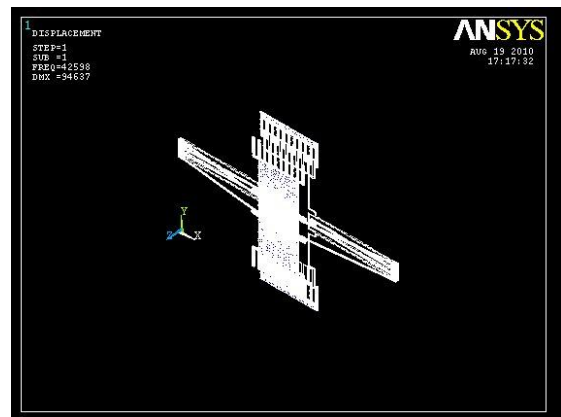 1
DISPLACEMENT
STEP=1
SUB =1
FREQ=42598
DMX =94637
ANSYS
AUG 19 2010
17:17:32
Y
Z
X